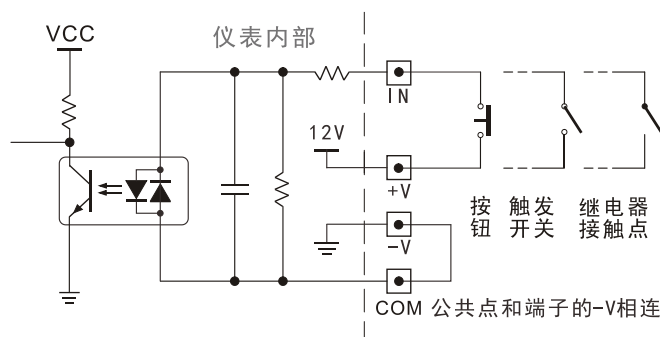 VCC
仪表内部
IN
12V
+V
-V
按钮
触发开关
继电器接触点
COM 公共点和端子的-V相连